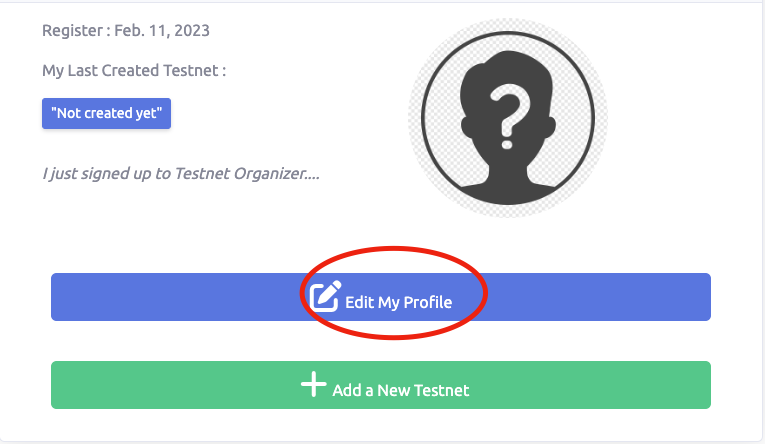 Register : Feb. 11, 2023
My Last Created Testnet :
"Not created yet"
I just signed up to Testnet Organizer....
?
Edit My Profile
Add a New Testnet